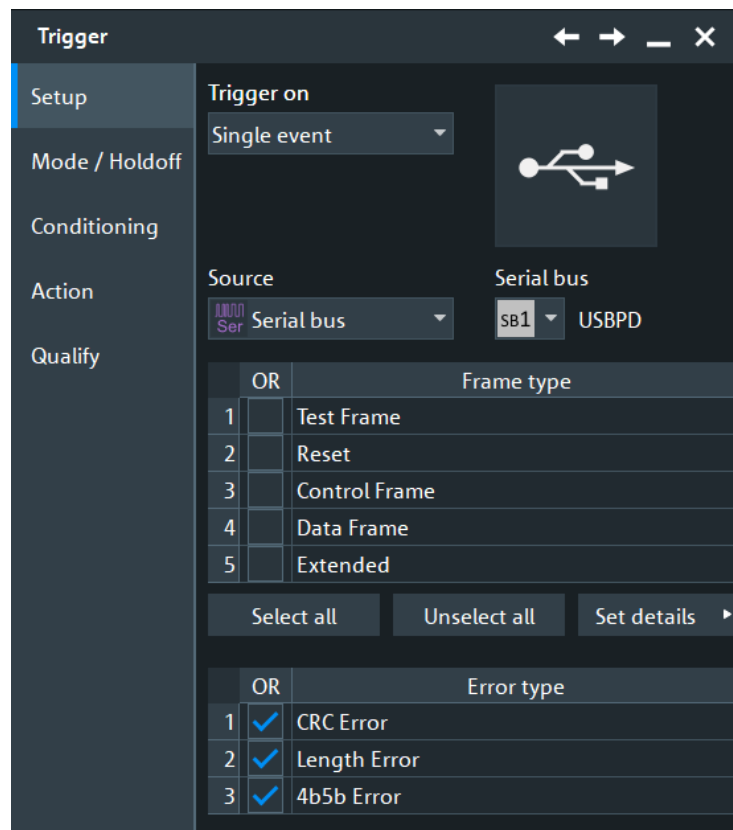 Trigger
Setup
Mode / Holdoff
Conditioning
Action
Qualify
Trigger on
Single event
Source
Serial bus
Ser Serial bus
SB1 USBPD
OR Frame type
1 Test Frame
2 Reset
3 Control Frame
4 Data Frame
5 Extended
Select all Unselect all Set details
OR Error type
1 CRC Error
2 Length Error
3 4b5b Error